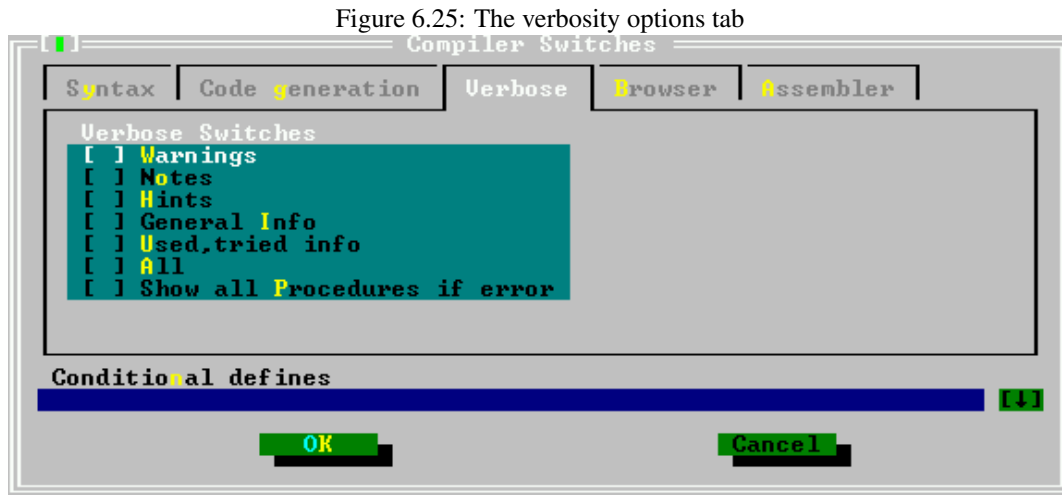 Figure 6.25: The verbosity options tab
[ ] Compiler Switches
Syntax Code generation Verbose Browser Assembler
Verbose Switches
[ ] Warnings
[ ] Notes
[ ] Hints
[ ] General Info
[ ] Used,tried info
[ ] All
[ ] Show all Procedures if error
Conditional defines
[↓]
OK Cancel